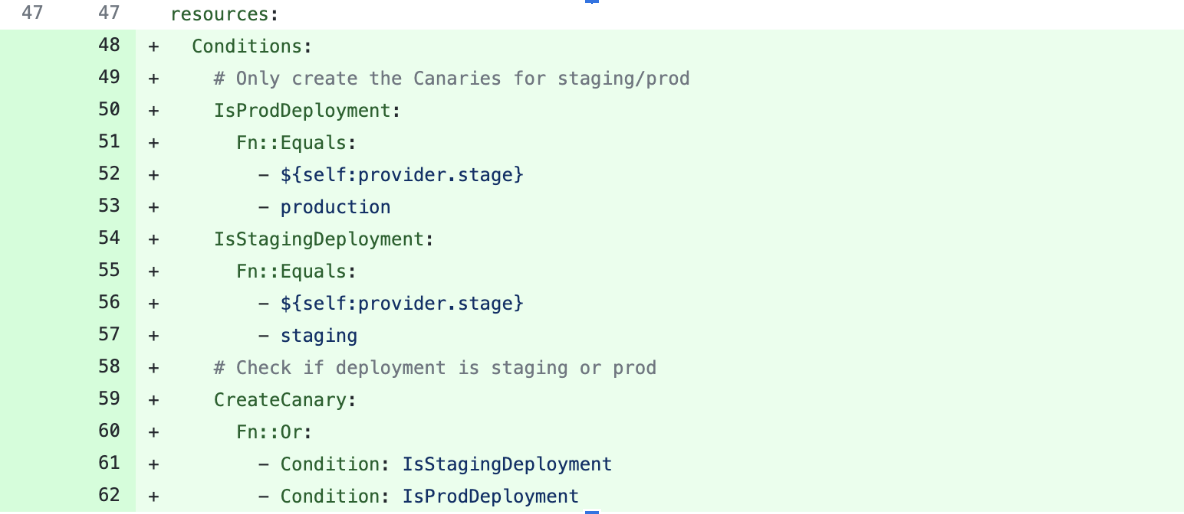 47 47 resources:
48 + Conditions:
49 + # Only create the Canaries for staging/prod
50 + IsProdDeployment:
51 + Fn::Equals:
52 + - ${self:provider.stage}
53 + - production
54 + IsStagingDeployment:
55 + Fn::Equals:
56 + - ${self:provider.stage}
57 + - staging
58 + # Check if deployment is staging or prod
59 + CreateCanary:
60 + Fn::Or:
61 + - Condition: IsStagingDeployment
62 + - Condition: IsProdDeployment